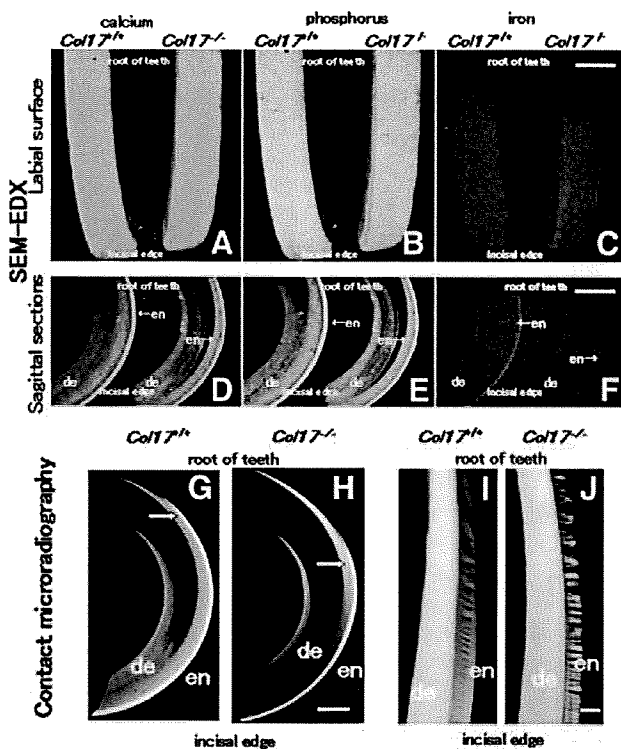 calcium phosphorus iron
Col17+/+ Col17-/- Col17+/+ Col17-/- Col17+/+ Col17-/-
SEM-EDX
Labial surface
root of teeth root of teeth root of teeth
A B C
incisal edge incisal edge incisal edge
Sagittal sections
root of teeth root of teeth root of teeth
←en ←en ←en
en→ en→ en→
de de de de de de
incisal edge incisal edge incisal edge
D E F
Contact microradiography
Col17+/+ Col17-/- Col17+/+ Col17-/-
root of teeth root of teeth
G H I J
de en de en de en de en
incisal edge incisal edge